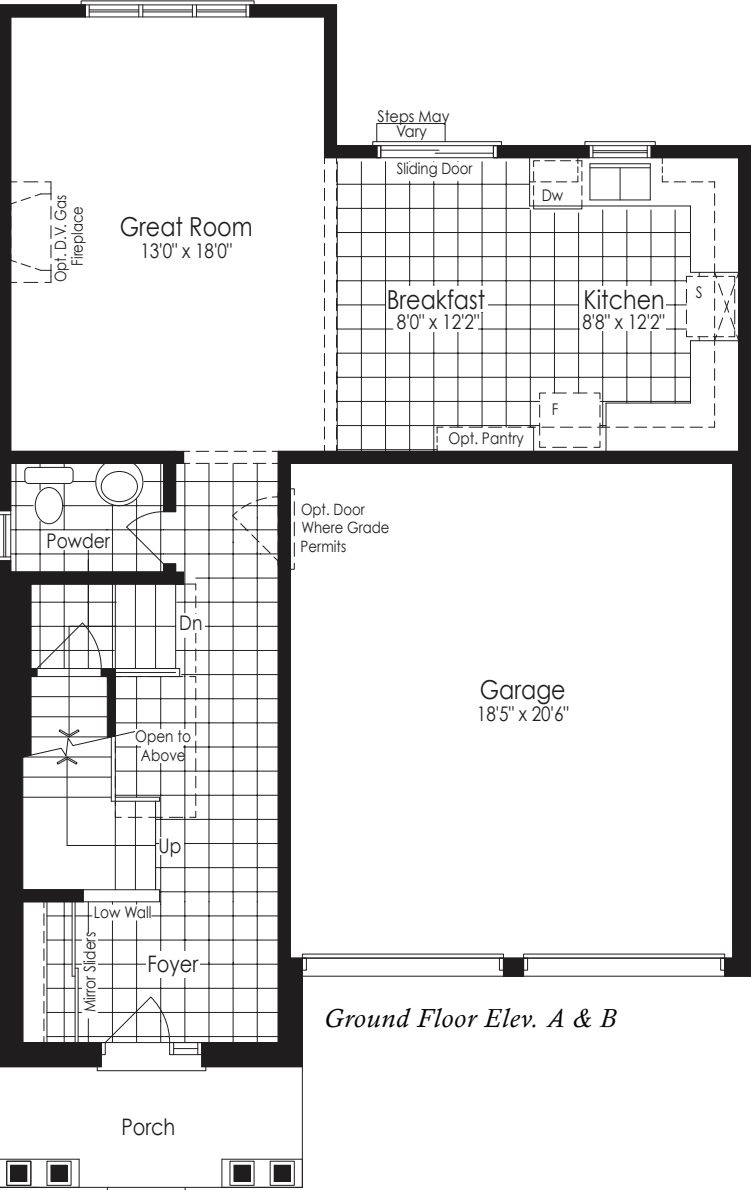 Steps May
Vary
Sliding Door
Dw
Opt. D.V. Gas
Fireplace
Great Room
13'0" x 18'0"
Breakfast
8'0" x 12'2"
Kitchen
8'8" x 12'2"
S
F
Opt. Pantry
Powder
Opt. Door
Where Grade
Permits
Dn
Garage
18'5" x 20'6"
Open to
Above
Up
Low Wall
Mirror Sliders
Foyer
Ground Floor Elev. A & B
Porch